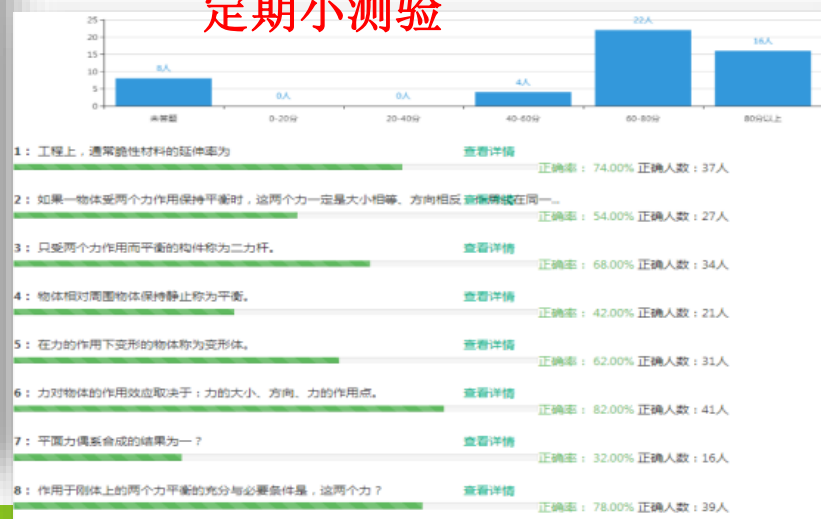 定期小测验
25
22人
20
16人
15
10
8人
5
4人
0人
0人
0
未答题
0-20分
20-40分
40-60分
60-80分
80分以上
1： 工程上，通常脆性材料的延伸率为 查看详情
正确率： 74.00% 正确人数：37人
2： 如果一物体受两个力作用保持平衡时，这两个力一定是大小相等、方向相反 在同一...
正确率： 54.00% 正确人数：27人
3： 只受两个力作用而平衡的构件称为二力杆。 查看详情
正确率： 68.00% 正确人数：34人
4： 物体相对周围物体保持静止称为平衡。 查看详情
正确率： 42.00% 正确人数：21人
5： 在力的作用下变形的物体称为变形体。 查看详情
正确率： 62.00% 正确人数：31人
6： 力对物体的作用效应取决于：力的大小、方向、力的作用点。 查看详情
正确率： 82.00% 正确人数：41人
7： 平面力偶系合成的结果为一？ 查看详情
正确率： 32.00% 正确人数：16人
8： 作用于刚体上的两个力平衡的充分与必要条件是，这两个力？ 查看详情
正确率： 78.00% 正确人数：39人